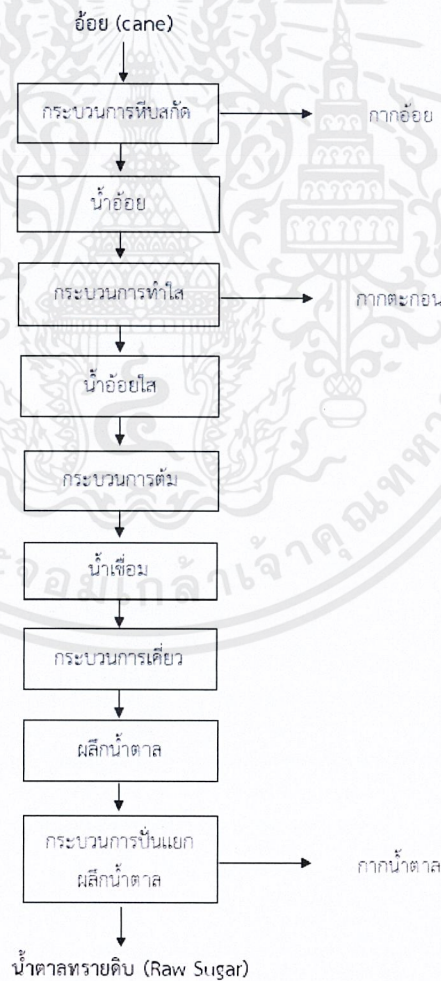 อ้อย (cane)
กระบวนการหีบสกัด
กากอ้อย
น้ำอ้อย
กระบวนการทำใส
กากตะกอน
น้ำอ้อยใส
กระบวนการต้ม
น้ำเชื่อม
กระบวนการเคี่ยว
ผลึกน้ำตาล
กระบวนการปั่นแยก
ผลึกน้ำตาล
กากน้ำตาล
น้ำตาลทรายดิบ (Raw Sugar)